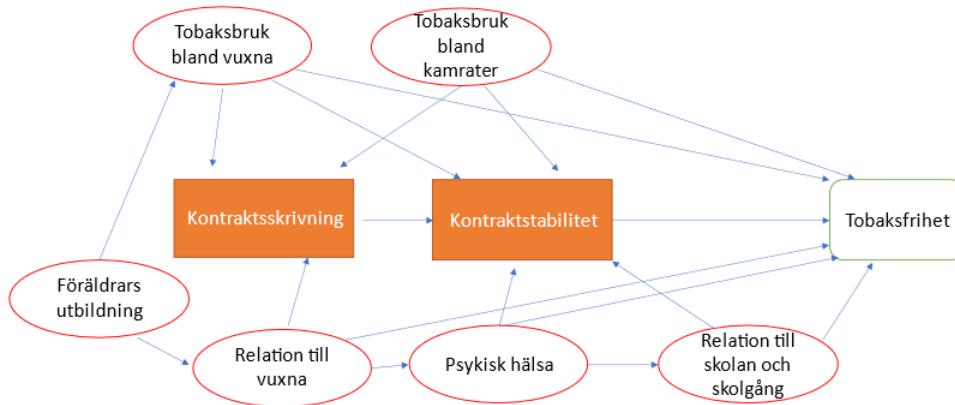 Tobaksbruk
bland vuxna
Tobaksbruk
bland
kamrater
Kontraktsskrivning
Kontraktstabilitet
Tobaksfrihet
Föräldrars
utbildning
Relation till
vuxna
Psykisk hälsa
Relation till
skolan och
skolgång